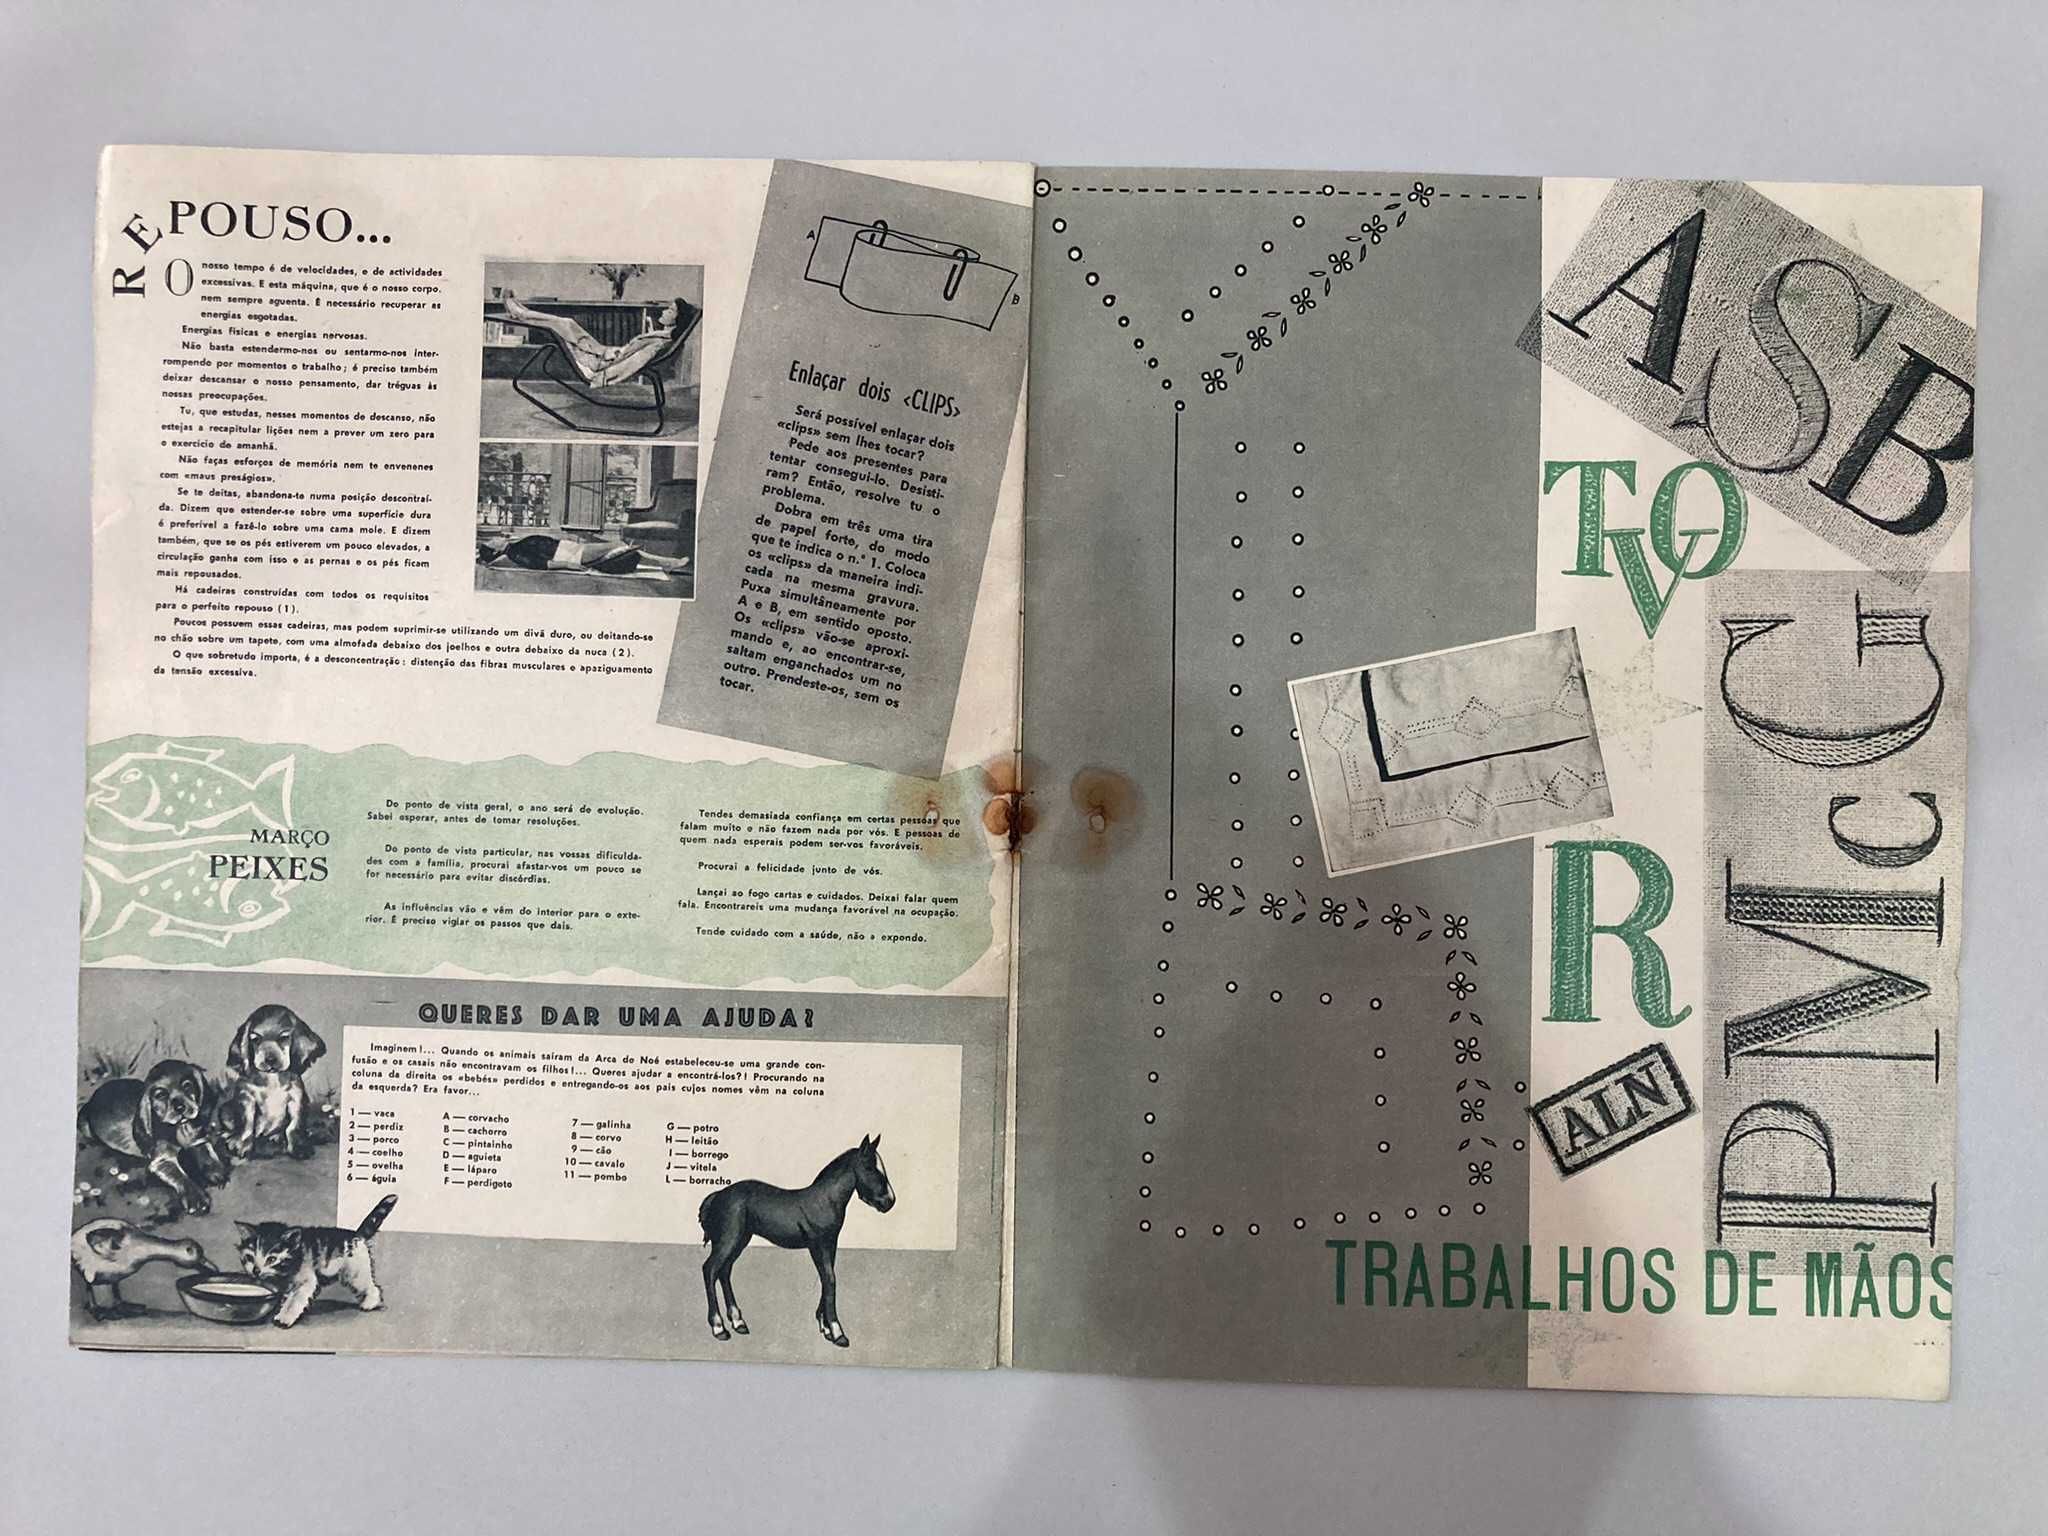 REPOUSO...
O nosso tempo é de velocidades, e de actividades
excessivas. E esta máquina, que é o nosso corpo,
nem sempre aguenta. É necessário recuperar as
energias esgotadas.
Energias físicas e energias nervosas.
Não basta estendermo-nos ou sentarmo-nos inter-
rompendo por momentos o trabalho; é preciso também
deixar descansar o nosso pensamento, dar tréguas às
nossas preocupações.
Tu, que estudas, nesses momentos de descanso, não
estejas a recapitular lições nem a prever um zero para
o exercício de amanhã.
Não faças esforços de memória nem te envenenes
com «maus presságios».
Se te deitas, abandona-te numa posição descontraí-
da. Dizem que estender-se sobre uma superfície dura
é preferível a fazê-lo sobre uma cama mole. E dizem
também, que se os pés estiverem um pouco elevados, a
circulação ganha com isso e as pernas e os pés ficam
mais repousados.
Há cadeiras construídas com todos os requisitos
para o perfeito repouso (1).
Poucos possuem essas cadeiras, mas podem suprimir-se utilizando um divã duro, ou deitando-se
no chão sobre um tapete, com uma almofada debaixo dos joelhos e outra debaixo da nuca (2).
O que sobretudo importa, é a desconcentração: distenção das fibras musculares e apaziguamento
da tensão excessiva.
A
B
Enlaçar dois «CLIPS»
Será possível enlaçar dois
«clips» sem lhes tocar?
Pede aos presentes para
tentar consegui-lo. Desisti-
ram? Então, resolve tu o
problema.
Dobra em três uma tira
de papel forte, do modo
que te indica o n.º 1. Coloca
os «clips» da maneira indi-
cada na mesma gravura.
Puxa simultâneamente por
A e B, em sentido oposto.
Os «clips» vão-se aproxi-
mando e, ao encontrar-se,
saltam enganchados um no
outro. Prendeste-os, sem os
tocar.
MARÇO
PEIXES
Do ponto de vista geral, o ano será de evolução.
Sabei esperar, antes de tomar resoluções.
Do ponto de vista particular, nas vossas dificulda-
des com a família, procurai afastar-vos um pouco se
for necessário para evitar discórdias.
As influências vão e vêm do interior para o exte-
rior. É preciso vigiar os passos que dais.
Tendes demasiada confiança em certas pessoas que
falam muito e não fazem nada por vós. E pessoas de
quem nada esperais podem ser-vos favoráveis.
Procurai a felicidade junto de vós.
Lançai ao fogo cartas e cuidados. Deixai falar quem
fala. Encontrareis uma mudança favorável na ocupação.
Tende cuidado com a saúde, não a expondo.
QUERES DAR UMA AJUDA?
Imaginem!... Quando os animais saíram da Arca de Noé estabeleceu-se uma grande con-
fusão e os casais não encontravam os filhos!... Queres ajudar a encontrá-los?! Procurando na
coluna da direita os «bebés» perdidos e entregando-os aos pais cujos nomes vêm na coluna
da esquerda? Era favor...
1 — vaca
2 — perdiz
3 — porco
4 — coelho
5 — ovelha
6 — águia
A — corvacho
B — cachorro
C — pintainho
D — aguieta
E — láparo
F — perdigoto
7 — galinha
8 — corvo
9 — cão
10 — cavalo
11 — pombo
G — potro
H — leitão
I — borrego
J — vitela
L — borracho
ASB
TVO
PMcG
R
ALN
TRABALHOS DE MÃOS